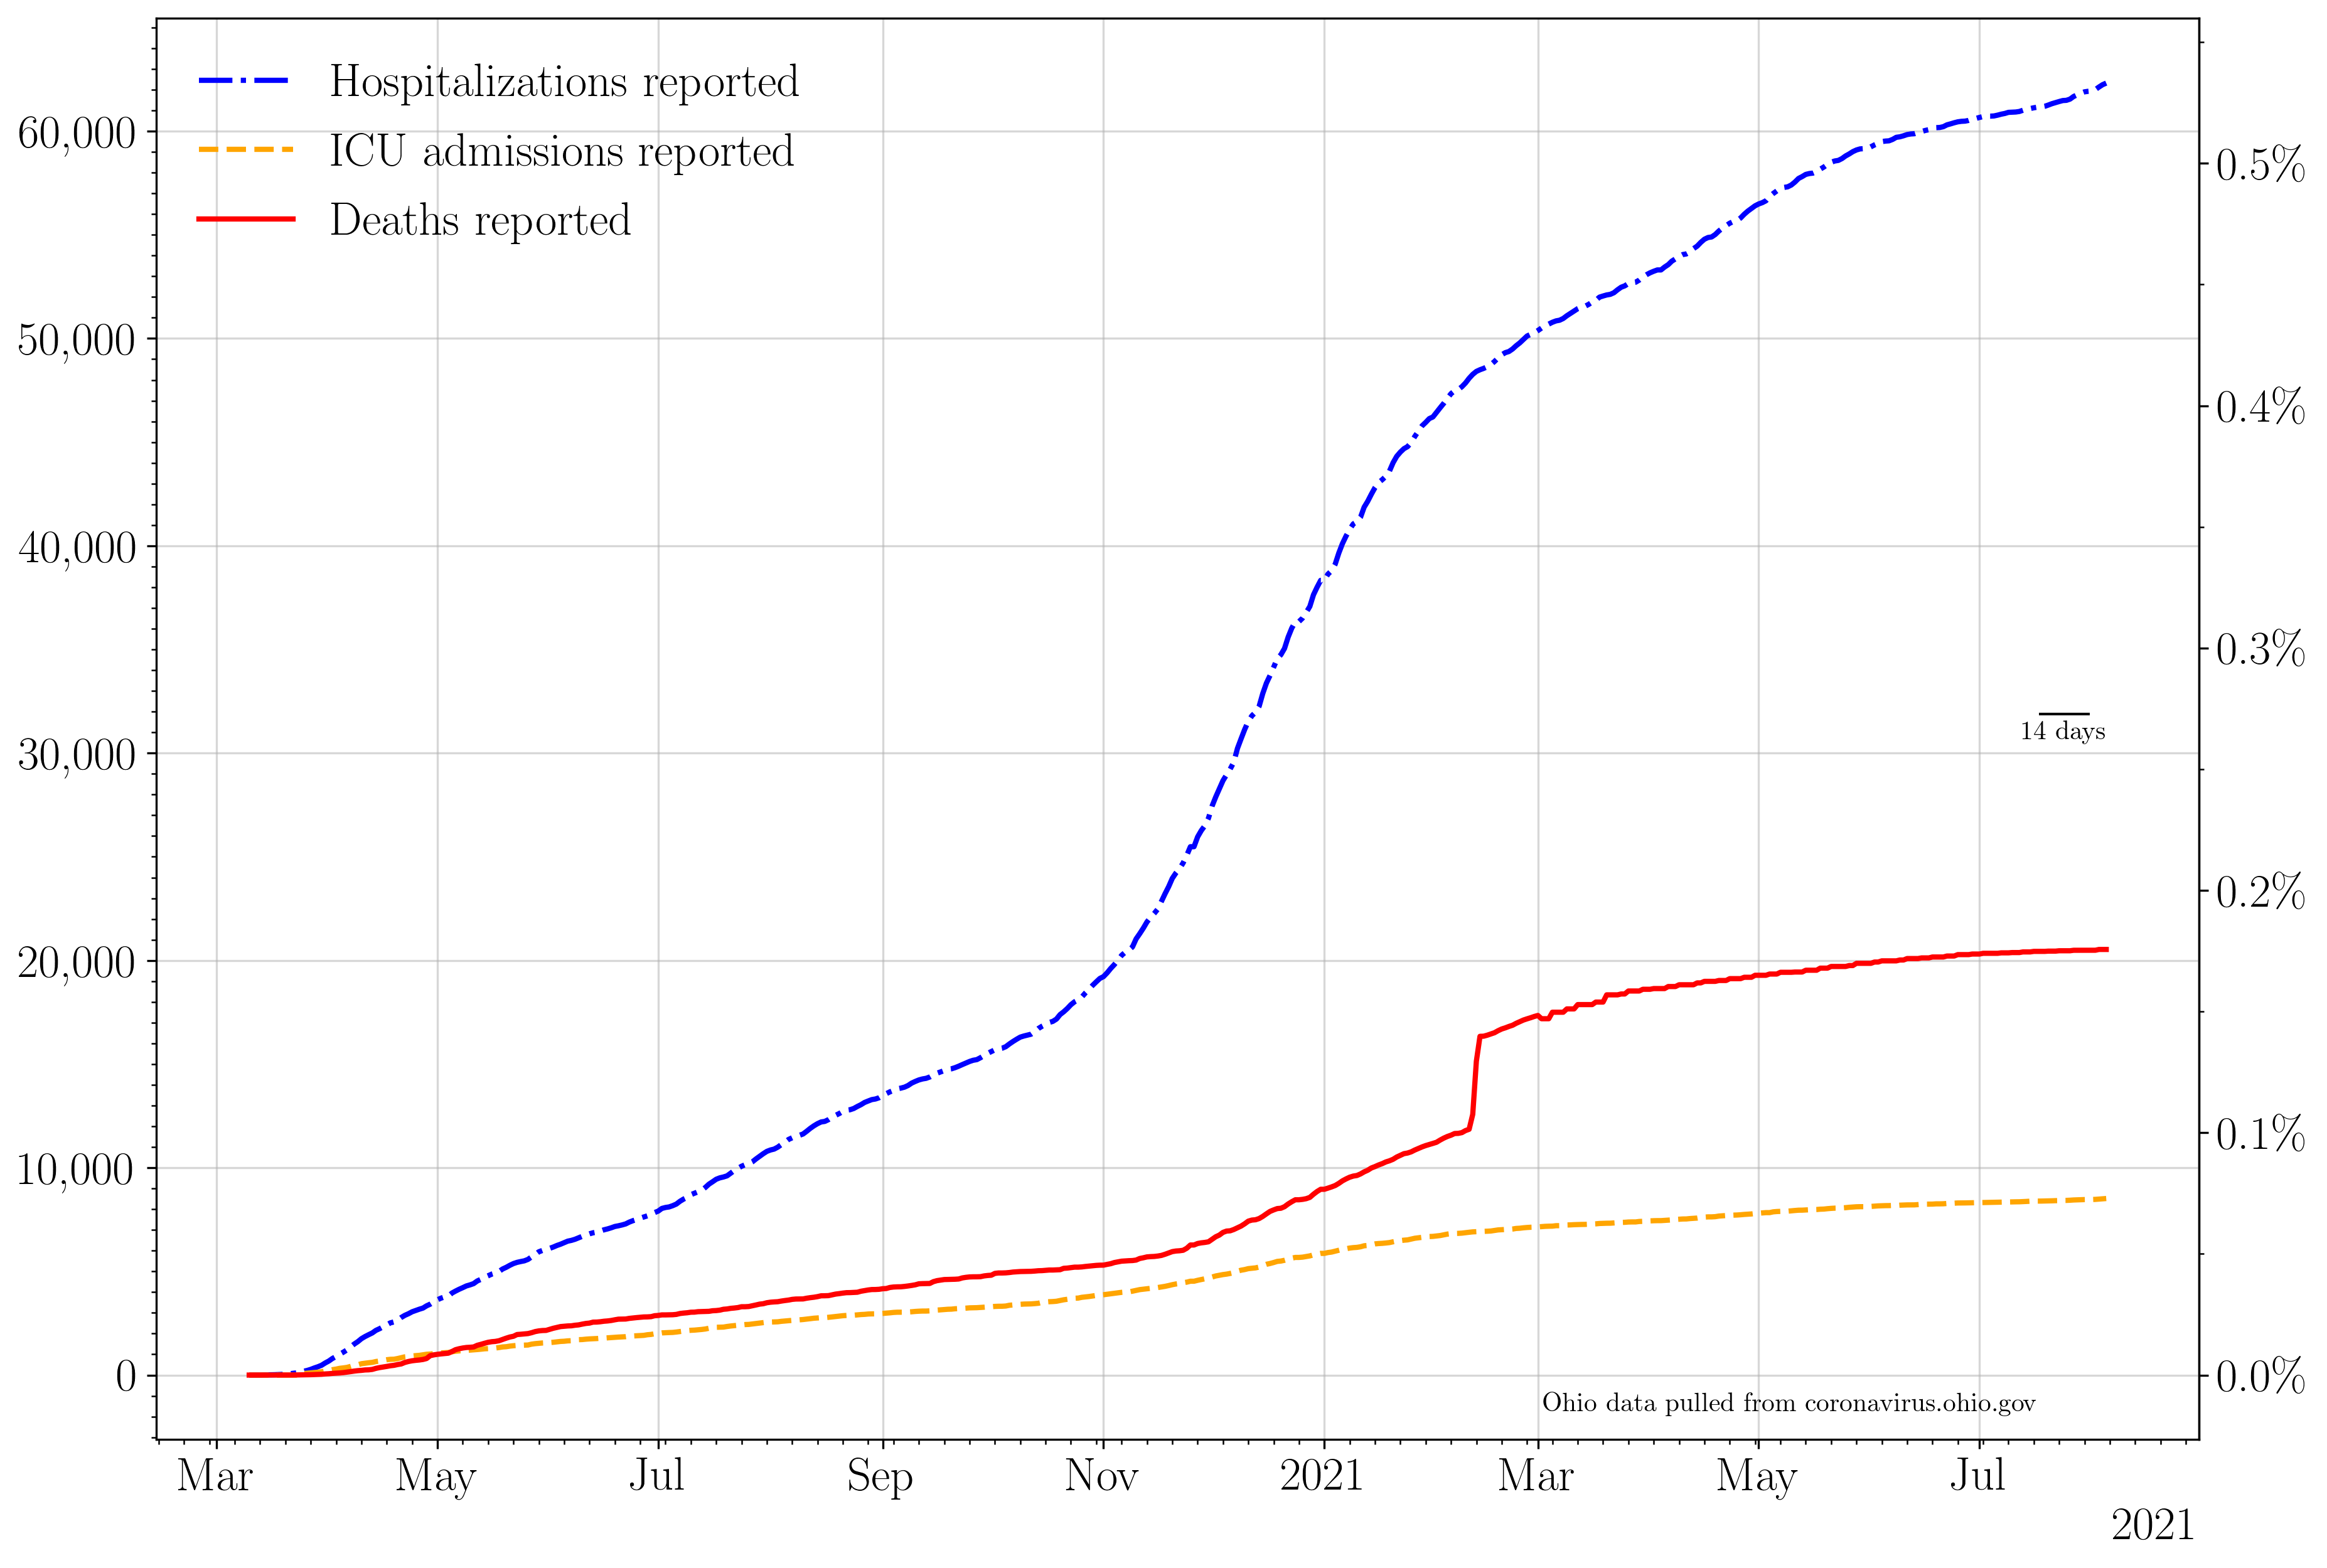 Hospitalizations reported
ICU admissions reported
Deaths reported
60,000
50,000
40,000
30,000
20,000
10,000
0
0.5%
0.4%
0.3%
0.2%
0.1%
0.0%
14 days
Ohio data pulled from coronavirus.ohio.gov
Mar May Jul Sep Nov 2021 Mar May Jul
2021